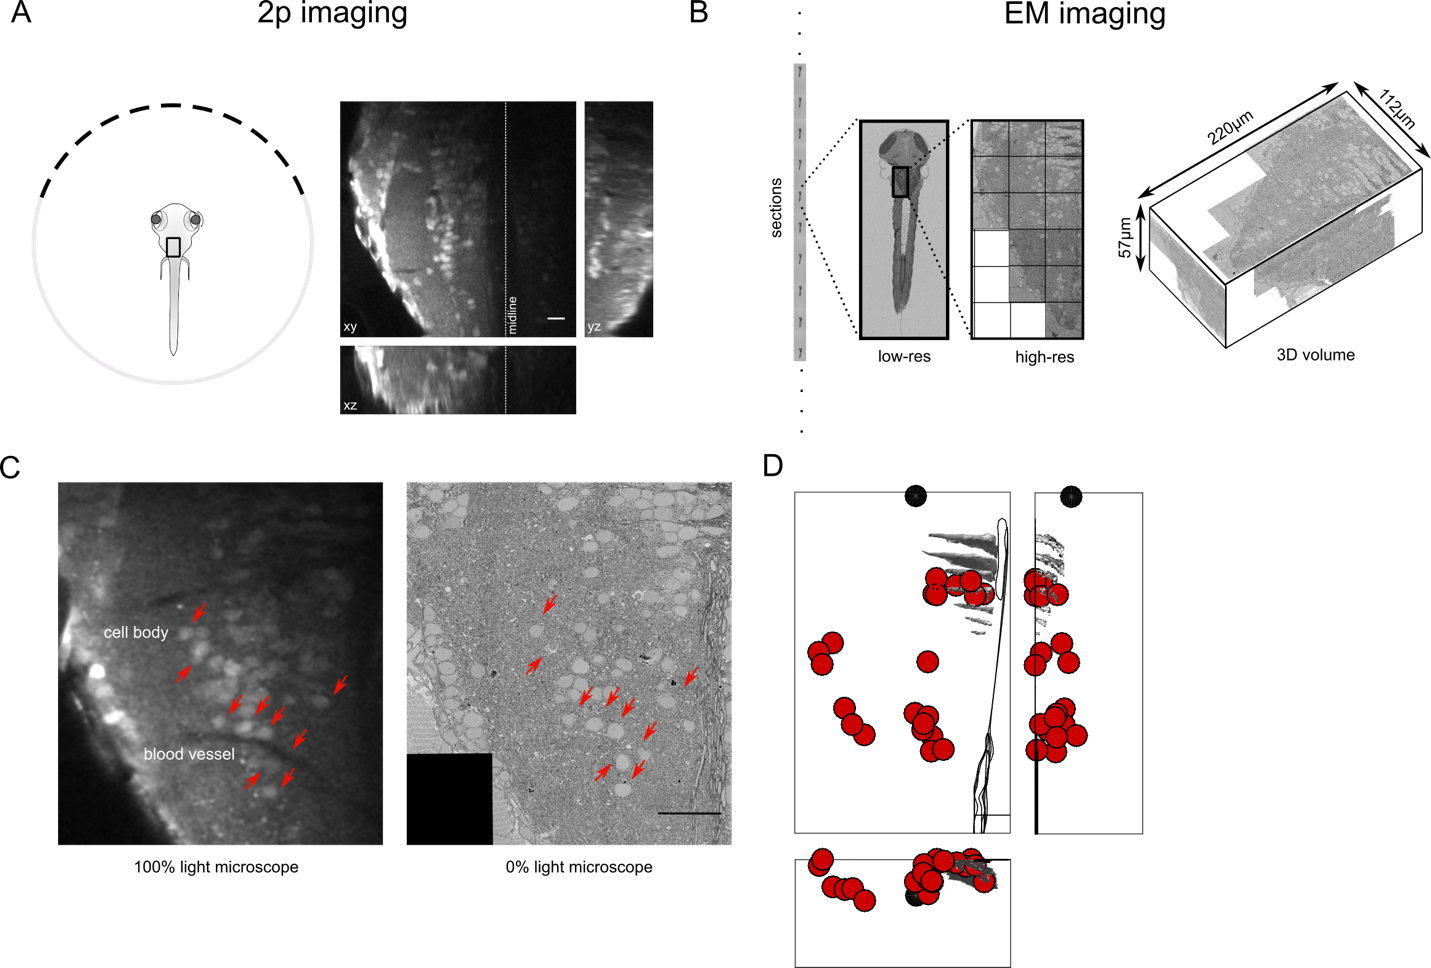 A
2p imaging
B
EM imaging
xy
midline
yz
xz
sections
low-res
high-res
220µm
112µm
57µm
3D volume
C
cell body
blood vessel
100% light microscope
0% light microscope
D